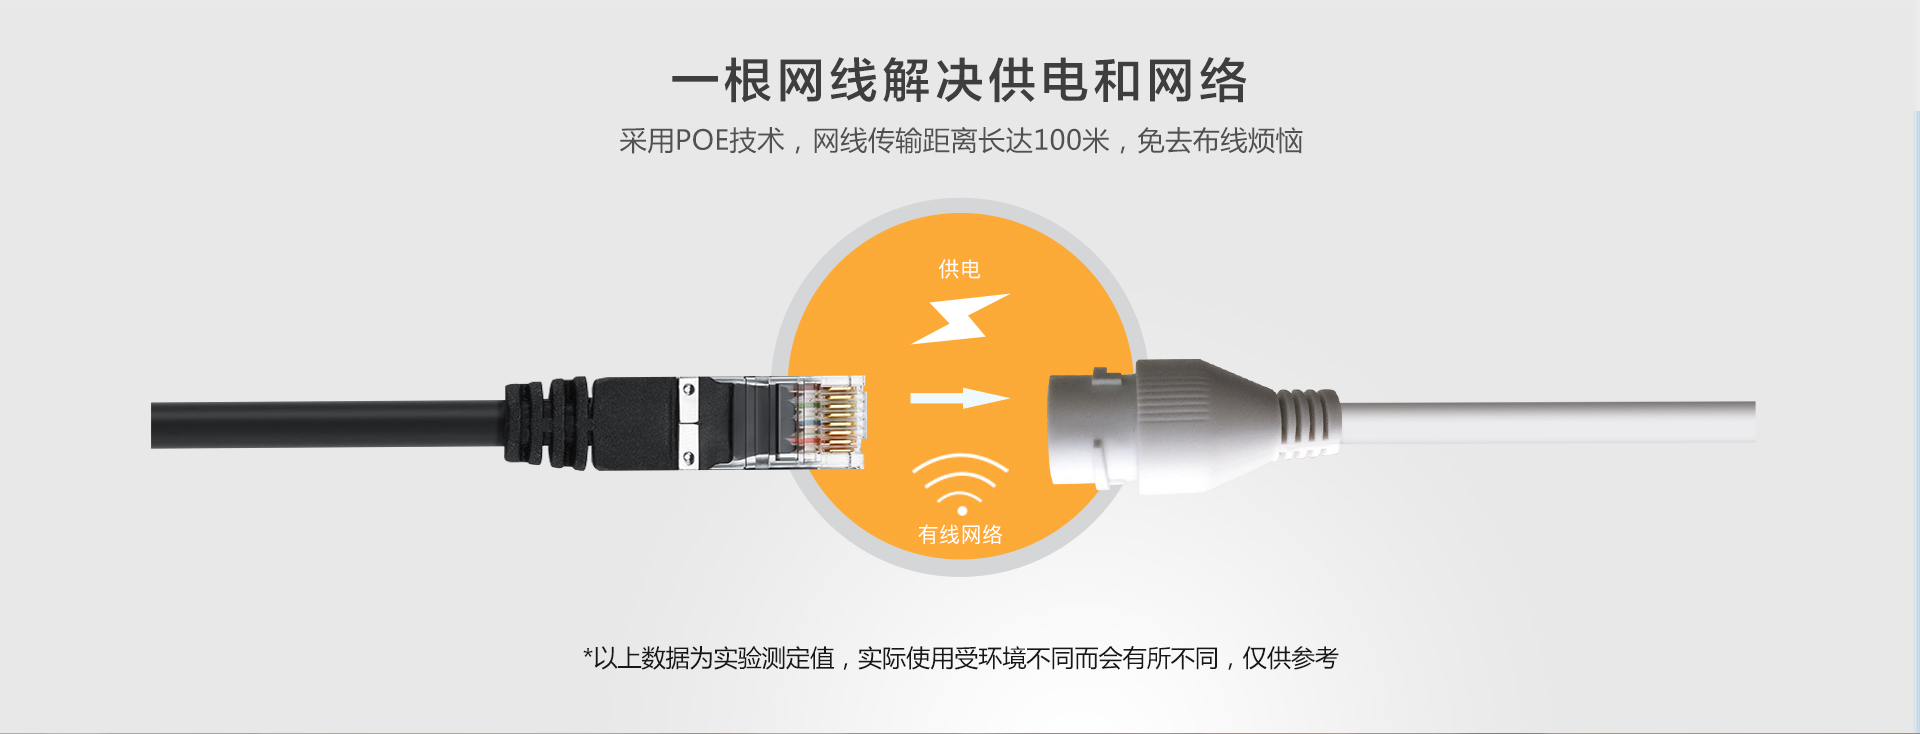 一根网线解决供电和网络
采用POE技术，网线传输距离长达100米，免去布线烦恼
供电
有线网络
*以上数据为实验测定值，实际使用受环境不同而会有所不同，仅供参考